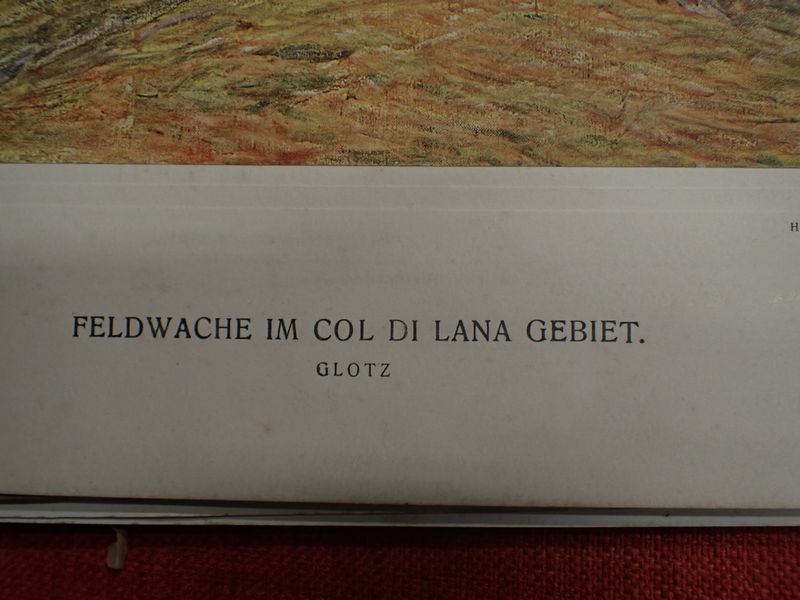 FELDWACHE IM COL DI LANA GEBIET.
GLOTZ